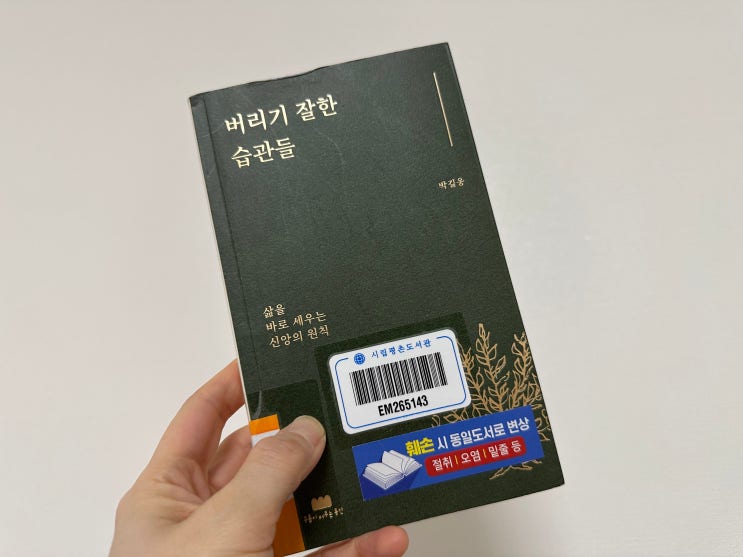 버리기 잘한
습관들
박길웅
삶을
바로 세우는
신앙의 원칙
시립평촌도서관
EM265143
훼손 시 동일도서로 변상
절취 | 오염 | 밑줄 등